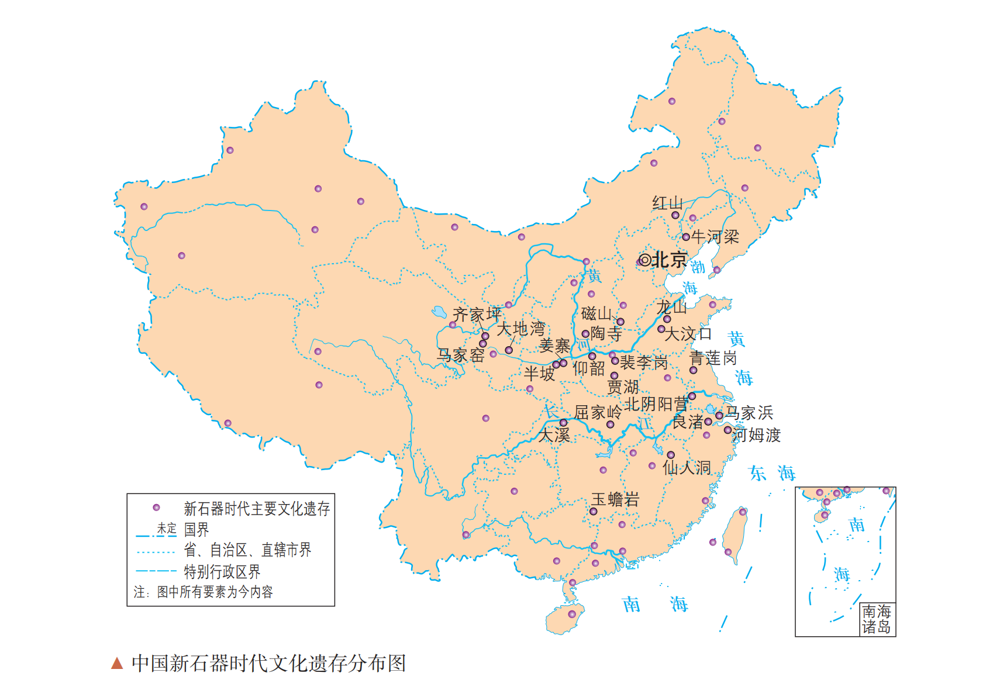 红山
牛河梁
北京
渤
海
黄
齐家坪
大地湾
磁山
龙山
陶寺
大汶口
黄
海
马家窑
姜寨
河
半坡
仰韶
裴李岗
青莲岗
贾湖
北阴阳营
长
屈家岭
江
马家浜
良渚
大溪
河姆渡
仙人洞
东 海
玉蟾岩
南 海
南
海
南海
诸岛
新石器时代主要文化遗存
未定
国界
省、自治区、直辖市界
特别行政区界
注：图中所有要素为今内容
▲ 中国新石器时代文化遗存分布图